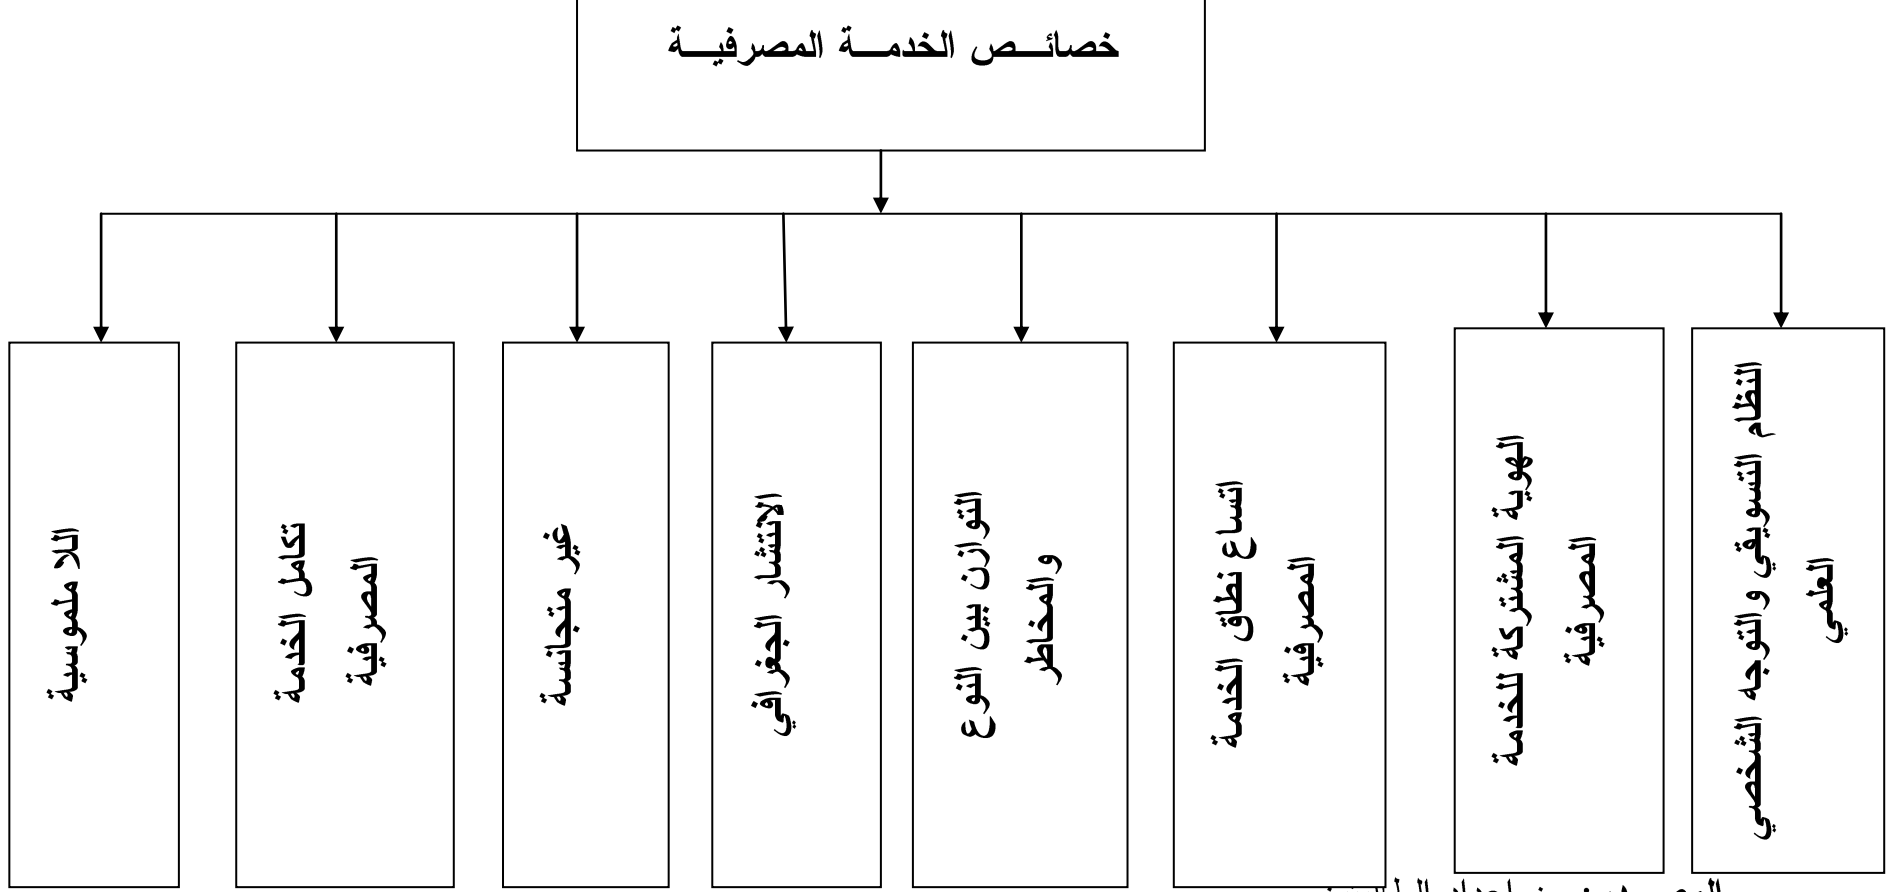 خصائــص الخدمــة المصرفيــة
النظام التسويقي والتوجه الشخصي
العلمي
الهوية المشتركة للخدمة
المصرفية
اتساع نطاق الخدمة
المصرفية
التوازن بين النوع
والمخاطر
الانتشار الجغرافي
غير متجانسة
تكامل الخدمة
المصرفية
اللا ملموسية